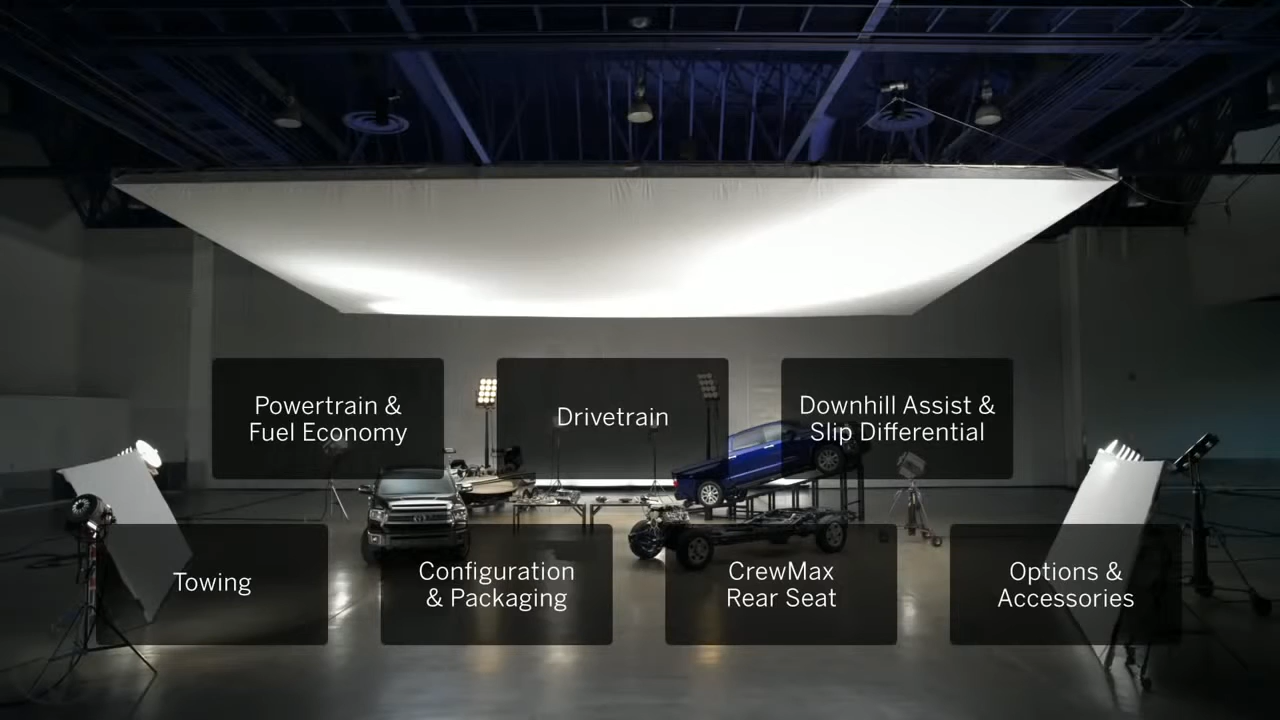 Powertrain &
Fuel Economy
Drivetrain
Downhill Assist &
Slip Differential
Towing
Configuration
& Packaging
CrewMax
Rear Seat
Options &
Accessories